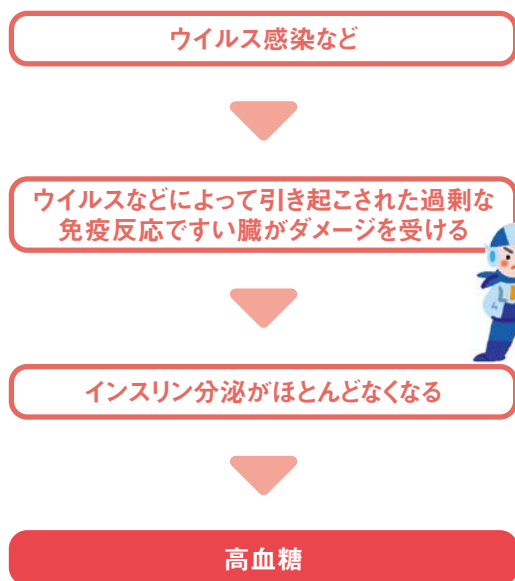 ウイルス感染など
ウイルスなどによって引き起こされた過剰な
免疫反応ですい臓がダメージを受ける
インスリン分泌がほとんどなくなる
高血糖